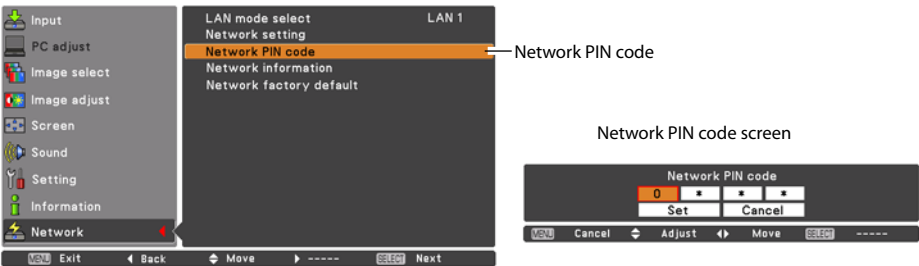 Input
PC adjust
Image select
Image adjust
Screen
Sound
Setting
Information
Network
LAN mode select LAN 1
Network setting
Network PIN code
Network information
Network factory default
MENU Exit ◀ Back Move ▶ ----- SELECT Next
Network PIN code
Network PIN code screen
Network PIN code
0 * * *
Set Cancel
MENU Cancel Adjust ◀▶ Move SELECT -----